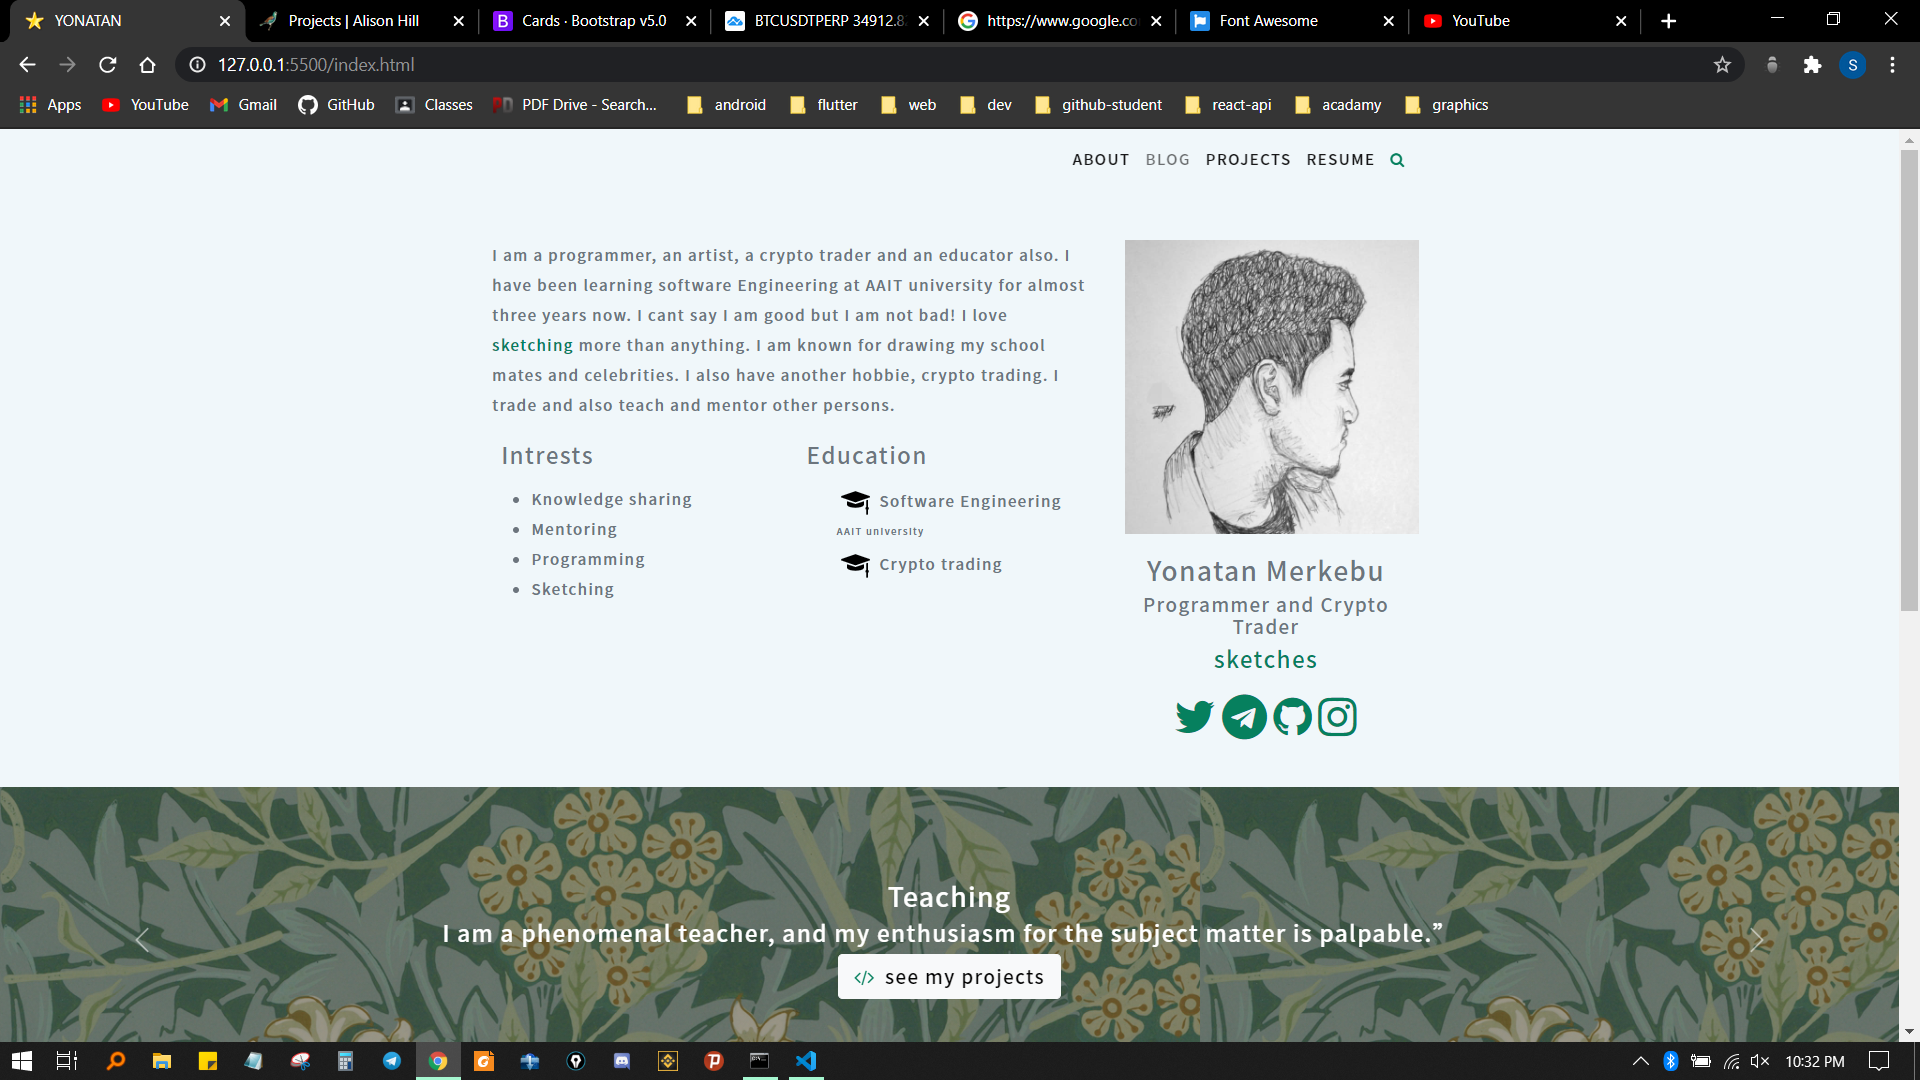 YONATAN
Projects | Alison Hill
Cards · Bootstrap v5.0
BTCUSDTPERP 34912.8
https://www.google.co
Font Awesome
YouTube
127.0.0.1:5500/index.html
S
Apps
YouTube
Gmail
GitHub
Classes
PDF Drive - Search...
android
flutter
web
dev
github-student
react-api
acadamy
graphics
ABOUT BLOG PROJECTS RESUME
I am a programmer, an artist, a crypto trader and an educator also. I
have been learning software Engineering at AAIT university for almost
three years now. I cant say I am good but I am not bad! I love
sketching more than anything. I am known for drawing my school
mates and celebrities. I also have another hobbie, crypto trading. I
trade and also teach and mentor other persons.
Intrests
Knowledge sharing
Mentoring
Programming
Sketching
Education
Software Engineering
AAIT university
Crypto trading
Yonatan Merkebu
Programmer and Crypto
Trader
sketches
Teaching
I am a phenomenal teacher, and my enthusiasm for the subject matter is palpable.”
</> see my projects
10:32 PM